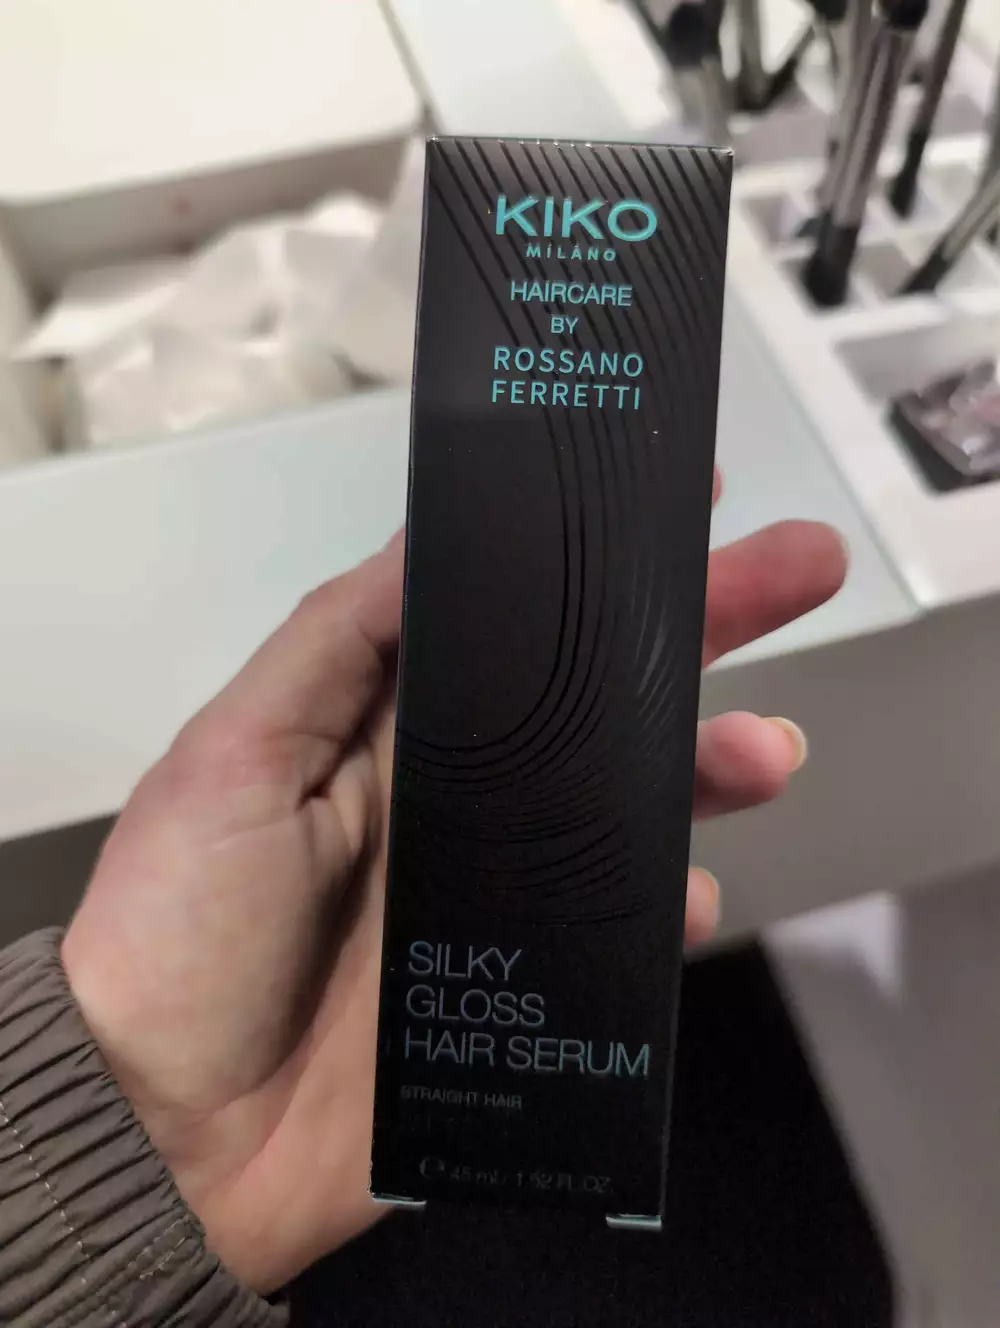 KIKO
MILANO
HAIRCARE
BY
ROSSANO
FERRETTI
SILKY
GLOSS
HAIR SERUM
STRAIGHT HAIR
℮ 45 ml / 1.52 FL.OZ.